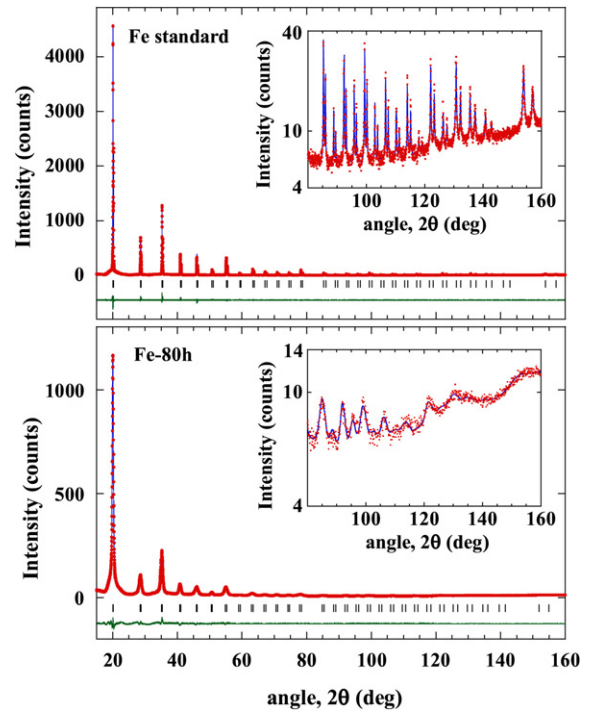 Fe standard
Intensity (counts)
4000
3000
2000
1000
0
Intensity (counts)
40
10
4
100 120 140 160
angle, 2θ (deg)
Fe-80h
Intensity (counts)
1000
500
0
Intensity (counts)
14
10
4
100 120 140 160
angle, 2θ (deg)
20 40 60 80 100 120 140 160
angle, 2θ (deg)